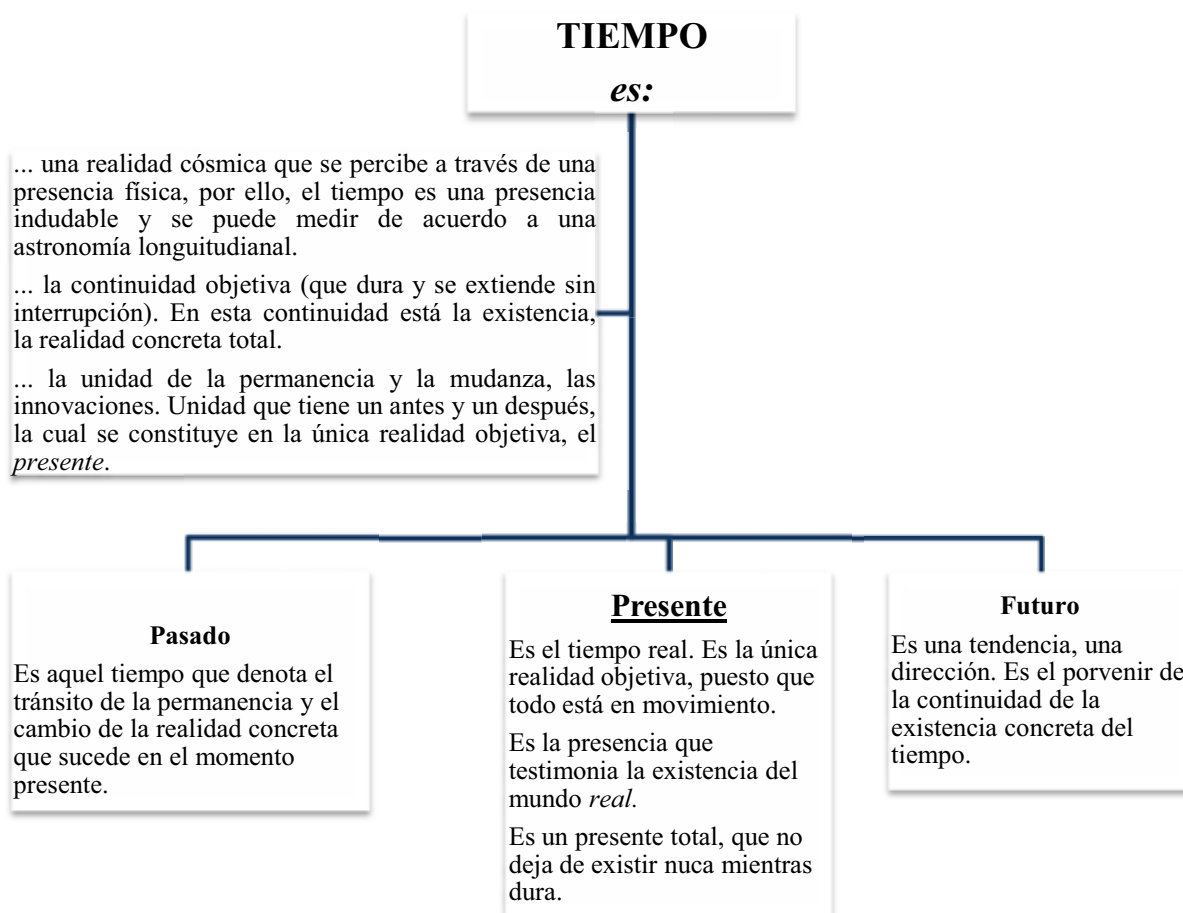 TIEMPO
es:
... una realidad cósmica que se percibe a través de una
presencia física, por ello, el tiempo es una presencia
indudable y se puede medir de acuerdo a una
astronomía longuitudianal.
... la continuidad objetiva (que dura y se extiende sin
interrupción). En esta continuidad está la existencia,
la realidad concreta total.
... la unidad de la permanencia y la mudanza, las
innovaciones. Unidad que tiene un antes y un después,
la cual se constituye en la única realidad objetiva, el
presente.
Pasado
Es aquel tiempo que denota el
tránsito de la permanencia y el
cambio de la realidad concreta
que sucede en el momento
presente.
Presente
Es el tiempo real. Es la única
realidad objetiva, puesto que
todo está en movimiento.
Es la presencia que
testimonia la existencia del
mundo real.
Es un presente total, que no
deja de existir nuca mientras
dura.
Futuro
Es una tendencia, una
dirección. Es el porvenir de
la continuidad de la
existencia concreta del
tiempo.